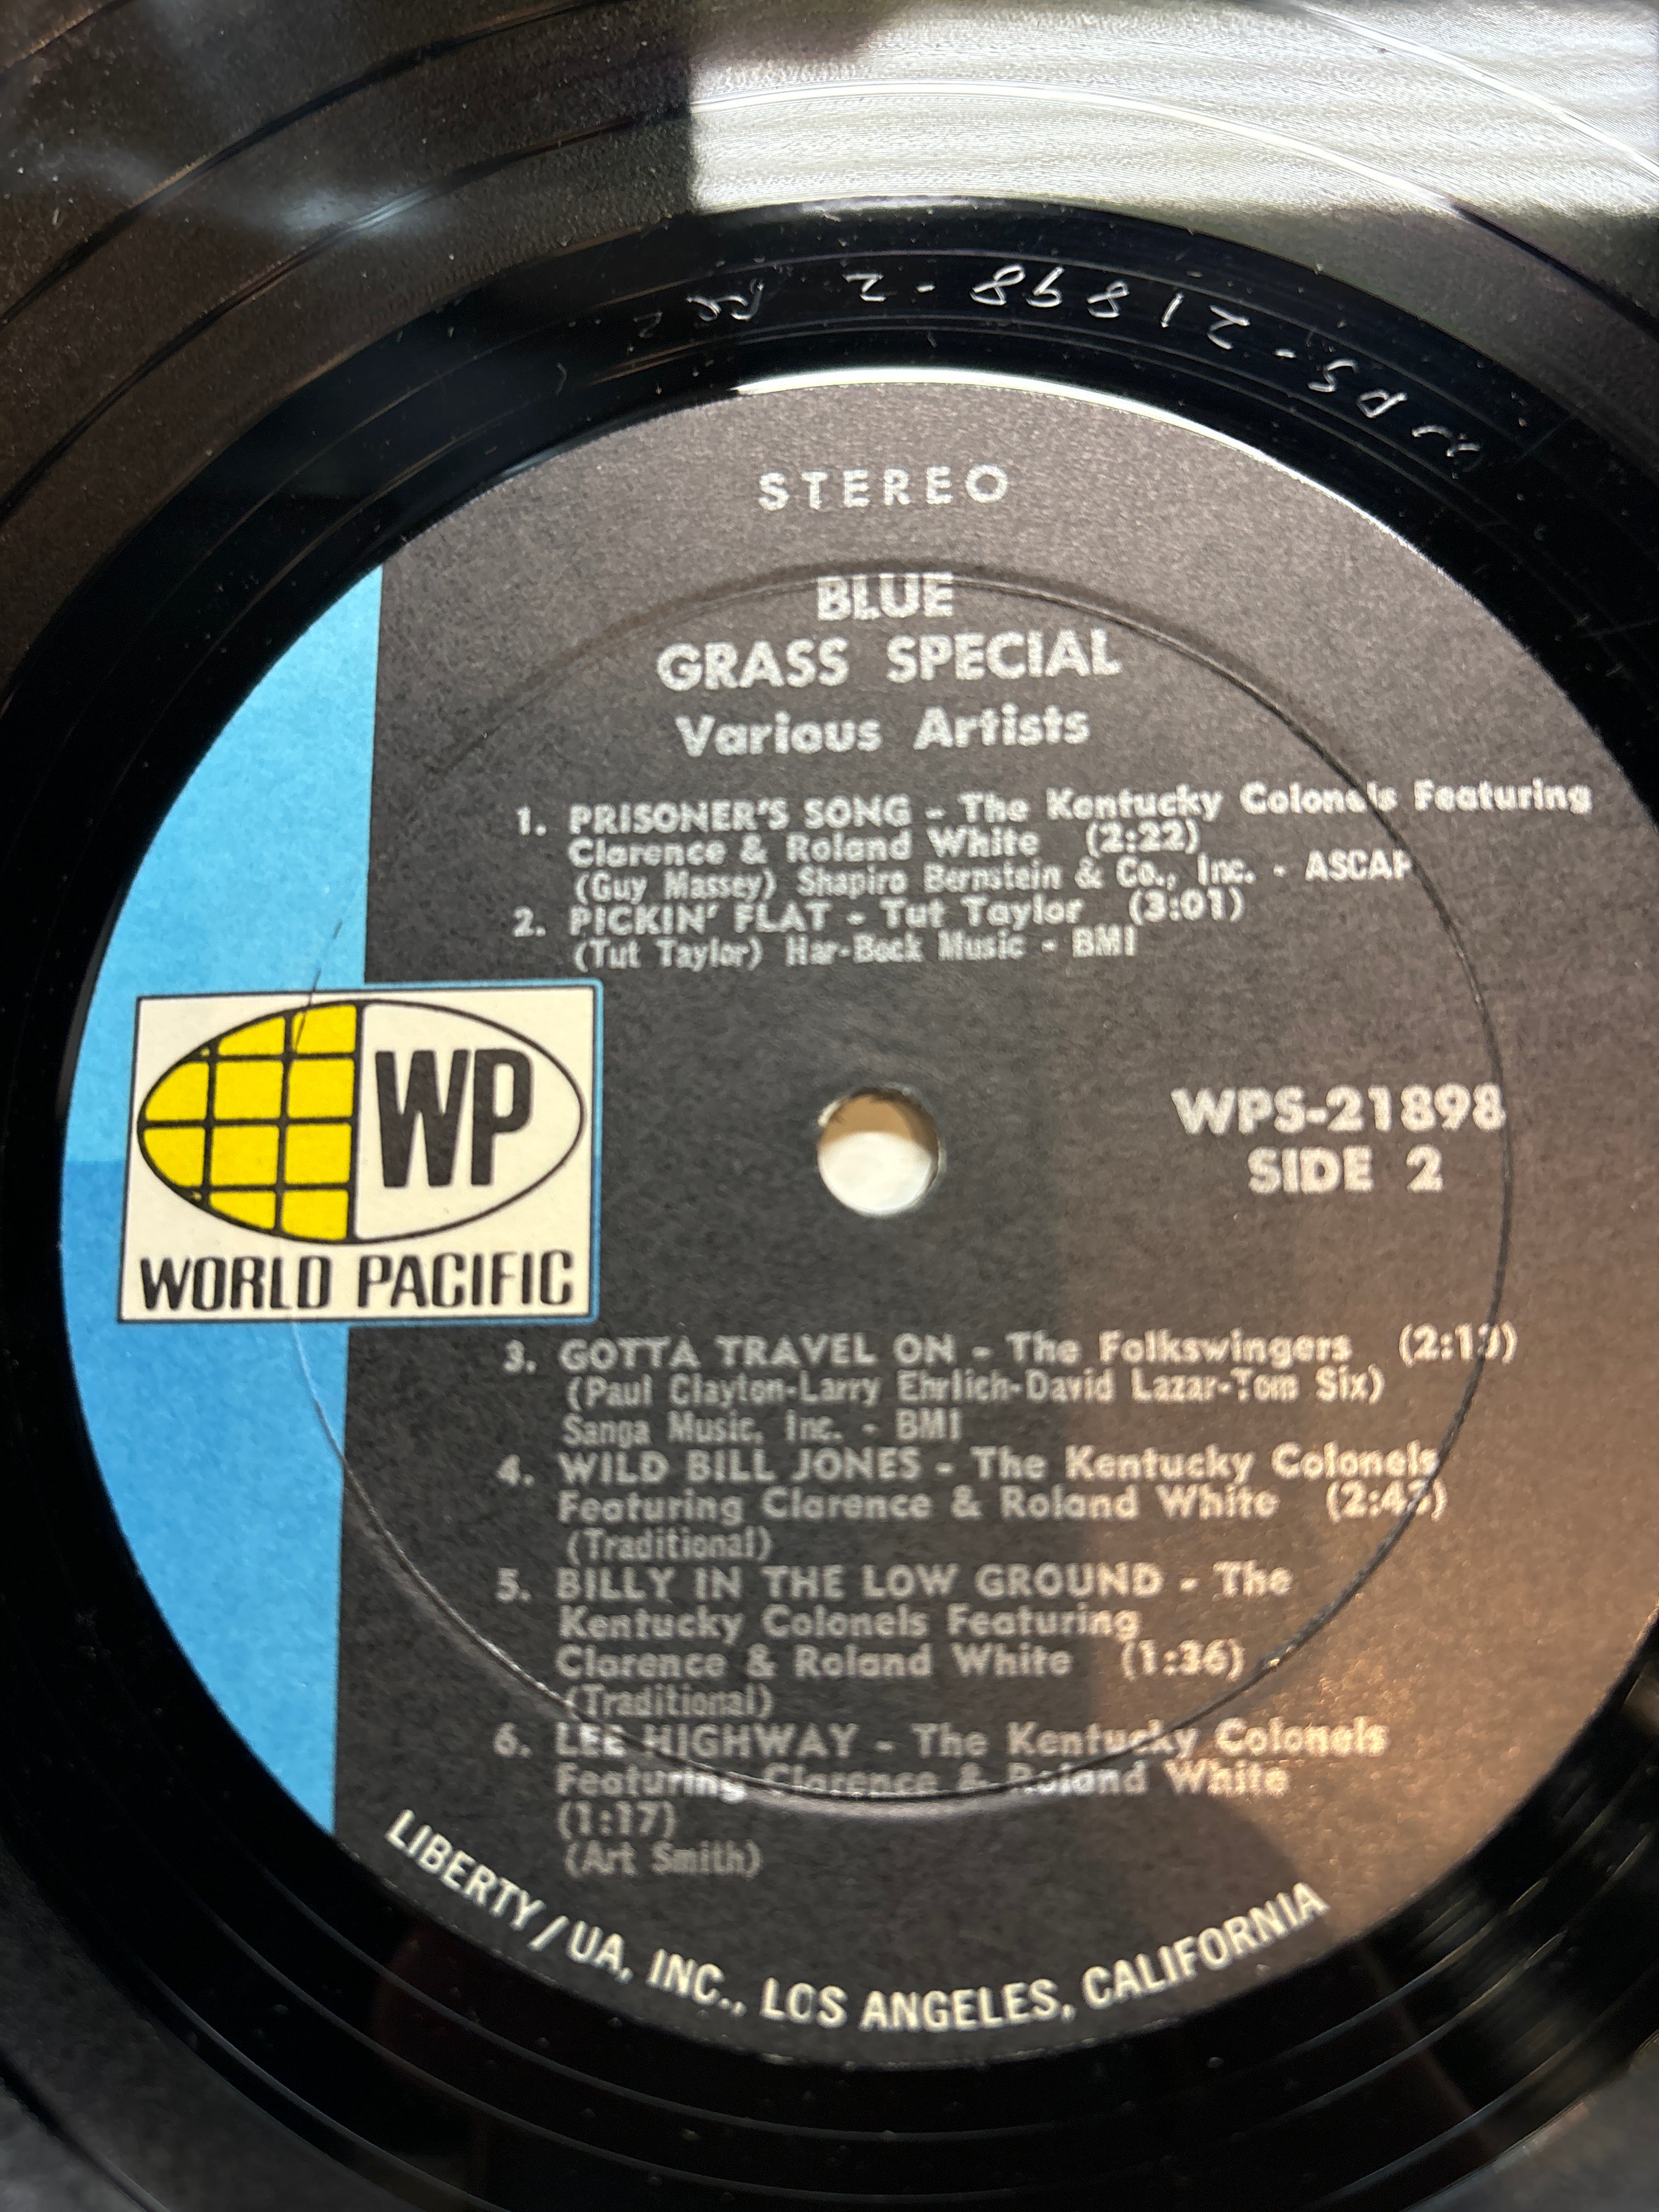 WPS-21898-2
STEREO
BLUE
GRASS SPECIAL
Various Artists
1. PRISONER'S SONG - The Kentucky Colonels Featuring
Clarence & Roland White (2:22)
(Guy Massey) Shapiro Bernstein & Co., Inc. - ASCAP
2. PICKIN' FLAT - Tut Taylor (3:01)
(Tut Taylor) Har-Bock Music - BMI
WP
WORLD PACIFIC
WPS-21898
SIDE 2
3. GOTTA TRAVEL ON - The Folkswingers
(Paul Clayton-Larry Ehrlich-David Lazar-Tom Six)
Sanga Music, Inc. - BMI
4. WILD BILL JONES - The Kentucky Colonels
Featuring Clarence & Roland White
(Traditional)
5. BILLY IN THE LOW GROUND - The
Kentucky Colonels Featuring
Clarence & Roland White (1:36)
(Traditional)
6. LEE HIGHWAY - The Kentucky Colonels
Featuring Clarence & Roland White
(1:17)
(Art Smith)
LIBERTY/UA, INC., LOS ANGELES, CALIFORNIA